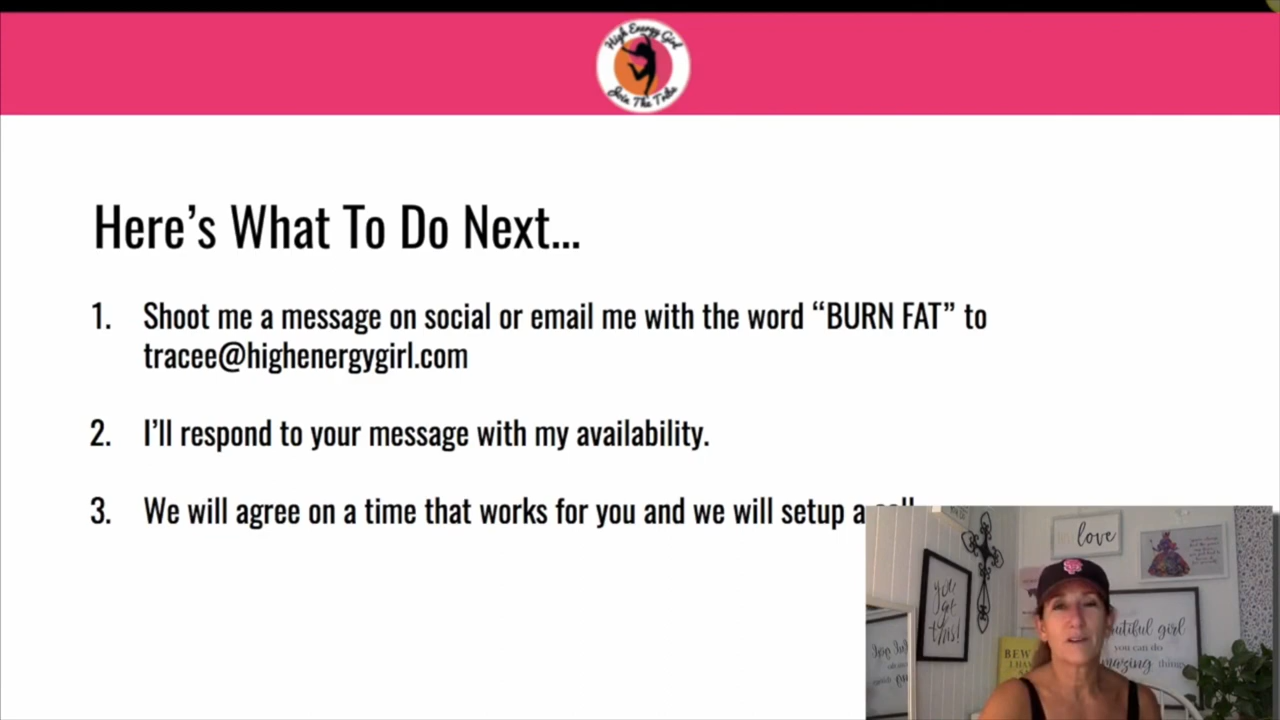 High Energy Girl
Join The Tribe
Here’s What To Do Next...
1. Shoot me a message on social or email me with the word “BURN FAT” to
tracee@highenergygirl.com
2. I’ll respond to your message with my availability.
3. We will agree on a time that works for you and we will setup a call
love
you
got
this!
BEW
I HA
girl
you can do
amazing things